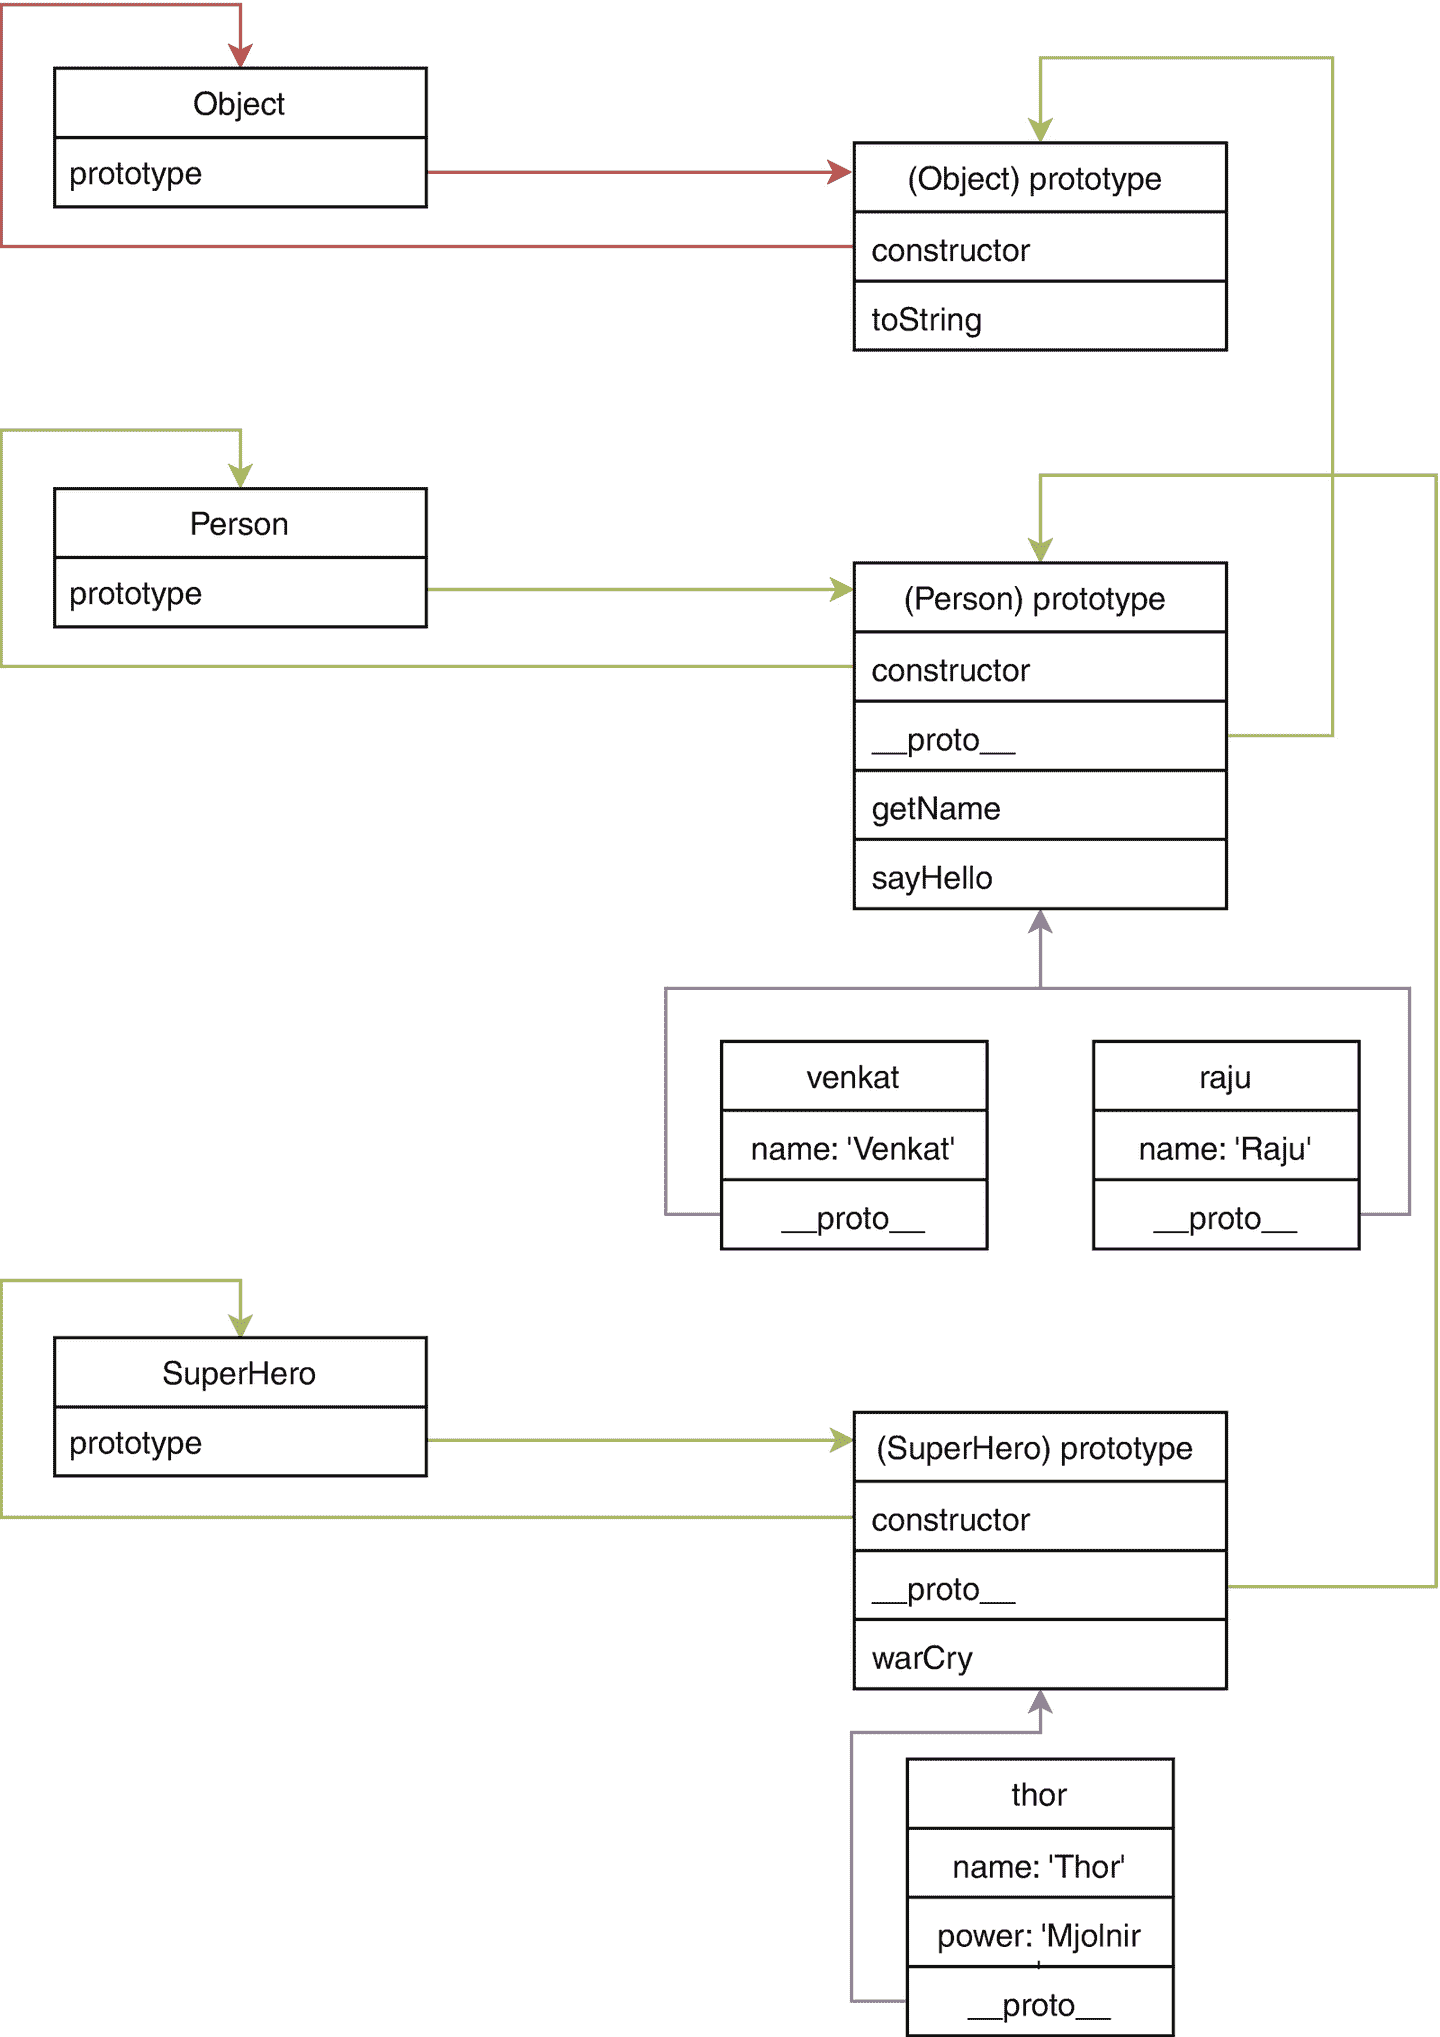 Object
prototype
(Object) prototype
constructor
toString
Person
prototype
(Person) prototype
constructor
__proto__
getName
sayHello
venkat
name: 'Venkat'
__proto__
raju
name: 'Raju'
__proto__
SuperHero
prototype
(SuperHero) prototype
constructor
__proto__
warCry
thor
name: 'Thor'
power: 'Mjolnir
'
__proto__